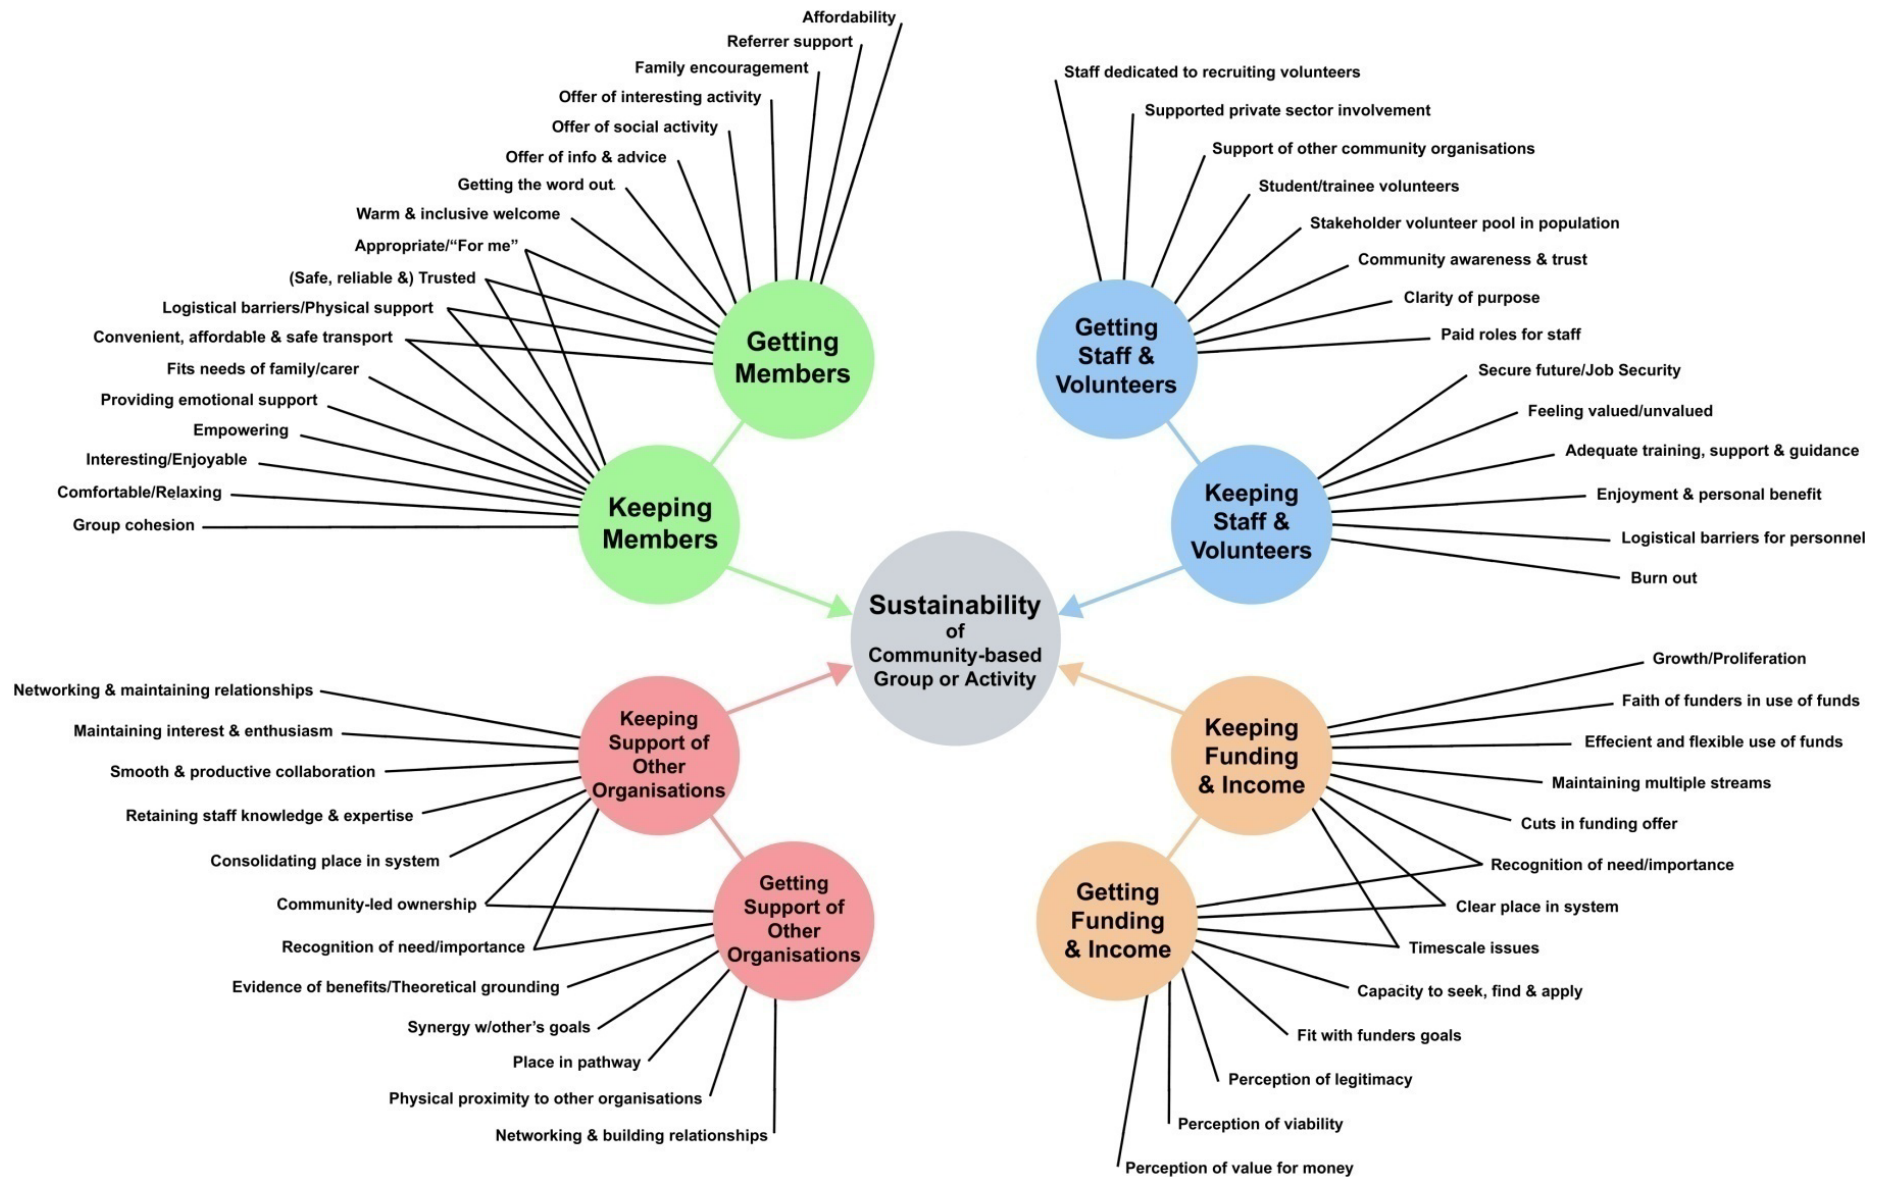 Affordability
Referrer support
Family encouragement
Offer of interesting activity
Offer of social activity
Offer of info & advice
Getting the word out
Warm & inclusive welcome
Appropriate/“For me”
(Safe, reliable &) Trusted
Logistical barriers/Physical support
Convenient, affordable & safe transport
Fits needs of family/carer
Providing emotional support
Empowering
Interesting/Enjoyable
Comfortable/Relaxing
Group cohesion
Getting
Members
Keeping
Members
Staff dedicated to recruiting volunteers
Supported private sector involvement
Support of other community organisations
Student/trainee volunteers
Stakeholder volunteer pool in population
Community awareness & trust
Clarity of purpose
Paid roles for staff
Secure future/Job Security
Feeling valued/unvalued
Adequate training, support & guidance
Enjoyment & personal benefit
Logistical barriers for personnel
Burn out
Getting
Staff &
Volunteers
Keeping
Staff &
Volunteers
Sustainability
of
Community-based
Group or Activity
Networking & maintaining relationships
Maintaining interest & enthusiasm
Smooth & productive collaboration
Retaining staff knowledge & expertise
Consolidating place in system
Community-led ownership
Recognition of need/importance
Evidence of benefits/Theoretical grounding
Synergy w/other’s goals
Place in pathway
Physical proximity to other organisations
Networking & building relationships
Keeping
Support of
Other
Organisations
Getting
Support of
Other
Organisations
Growth/Proliferation
Faith of funders in use of funds
Effecient and flexible use of funds
Maintaining multiple streams
Cuts in funding offer
Recognition of need/importance
Clear place in system
Timescale issues
Capacity to seek, find & apply
Fit with funders goals
Perception of legitimacy
Perception of viability
Perception of value for money
Keeping
Funding
& Income
Getting
Funding
& Income